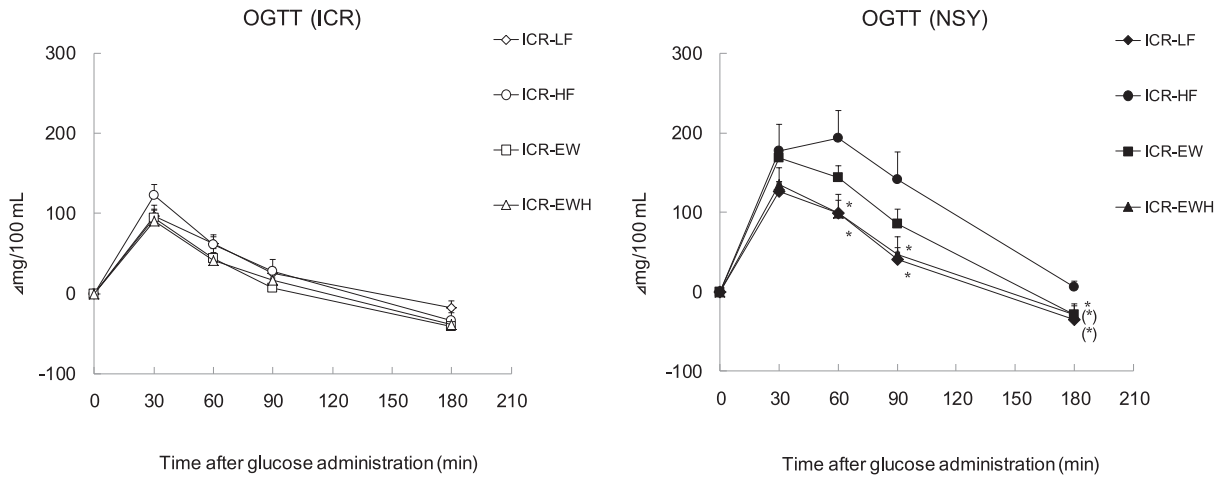 OGTT (ICR)
300
200
100
0
-100
⊿mg/100 mL
0 30 60 90 120 150 180 210
Time after glucose administration (min)
ICR-LF
ICR-HF
ICR-EW
ICR-EWH
OGTT (NSY)
300
200
100
0
-100
⊿mg/100 mL
0 30 60 90 120 150 180 210
Time after glucose administration (min)
ICR-LF
ICR-HF
ICR-EW
ICR-EWH
*
*
*
*
*
(*)
(*)